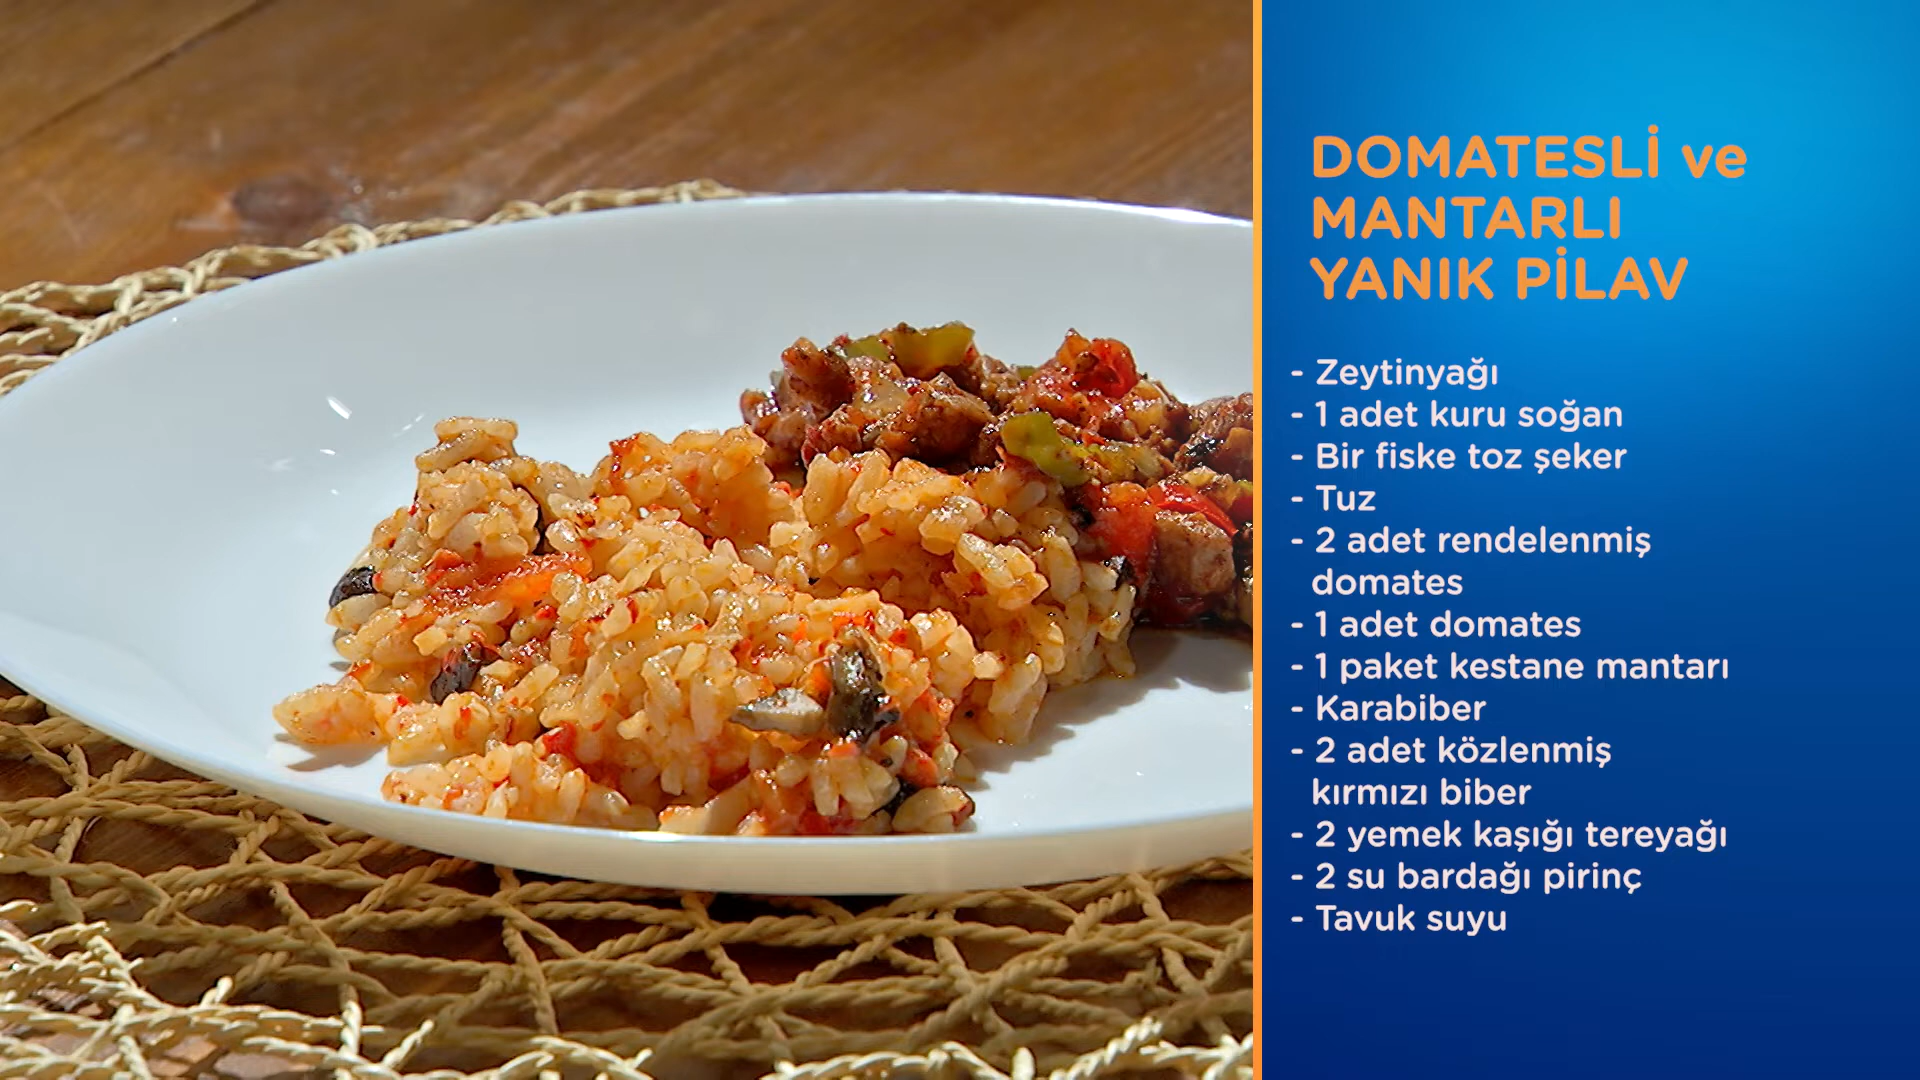 DOMATESLİ ve
MANTARLI
YANIK PİLAV
- Zeytinyağı
- 1 adet kuru soğan
- Bir fiske toz şeker
- Tuz
- 2 adet rendelenmiş
domates
- 1 adet domates
- 1 paket kestane mantarı
- Karabiber
- 2 adet közlenmiş
kırmızı biber
- 2 yemek kaşığı tereyağı
- 2 su bardağı pirinç
- Tavuk suyu